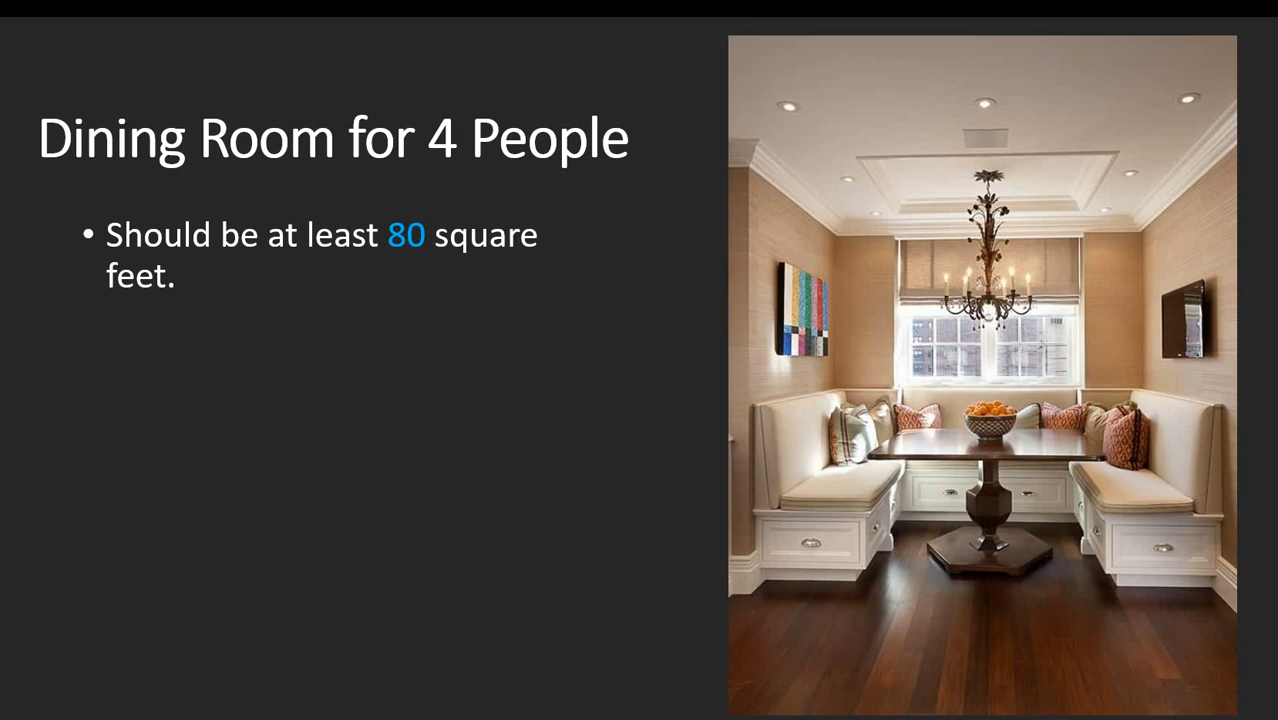 Dining Room for 4 People
• Should be at least 80 square
feet.